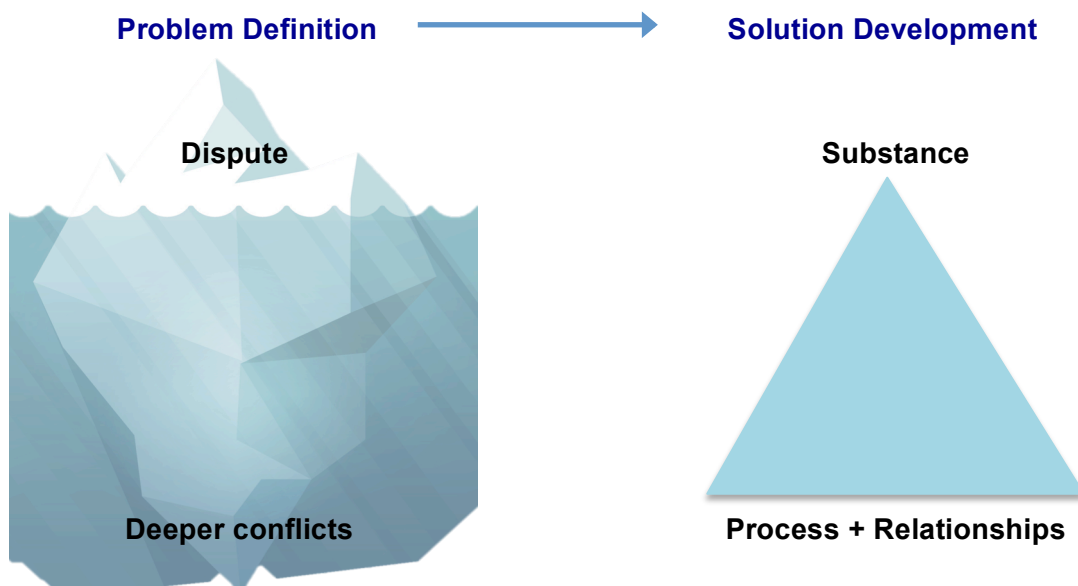 Problem Definition
Solution Development
Dispute
Substance
Deeper conflicts
Process + Relationships